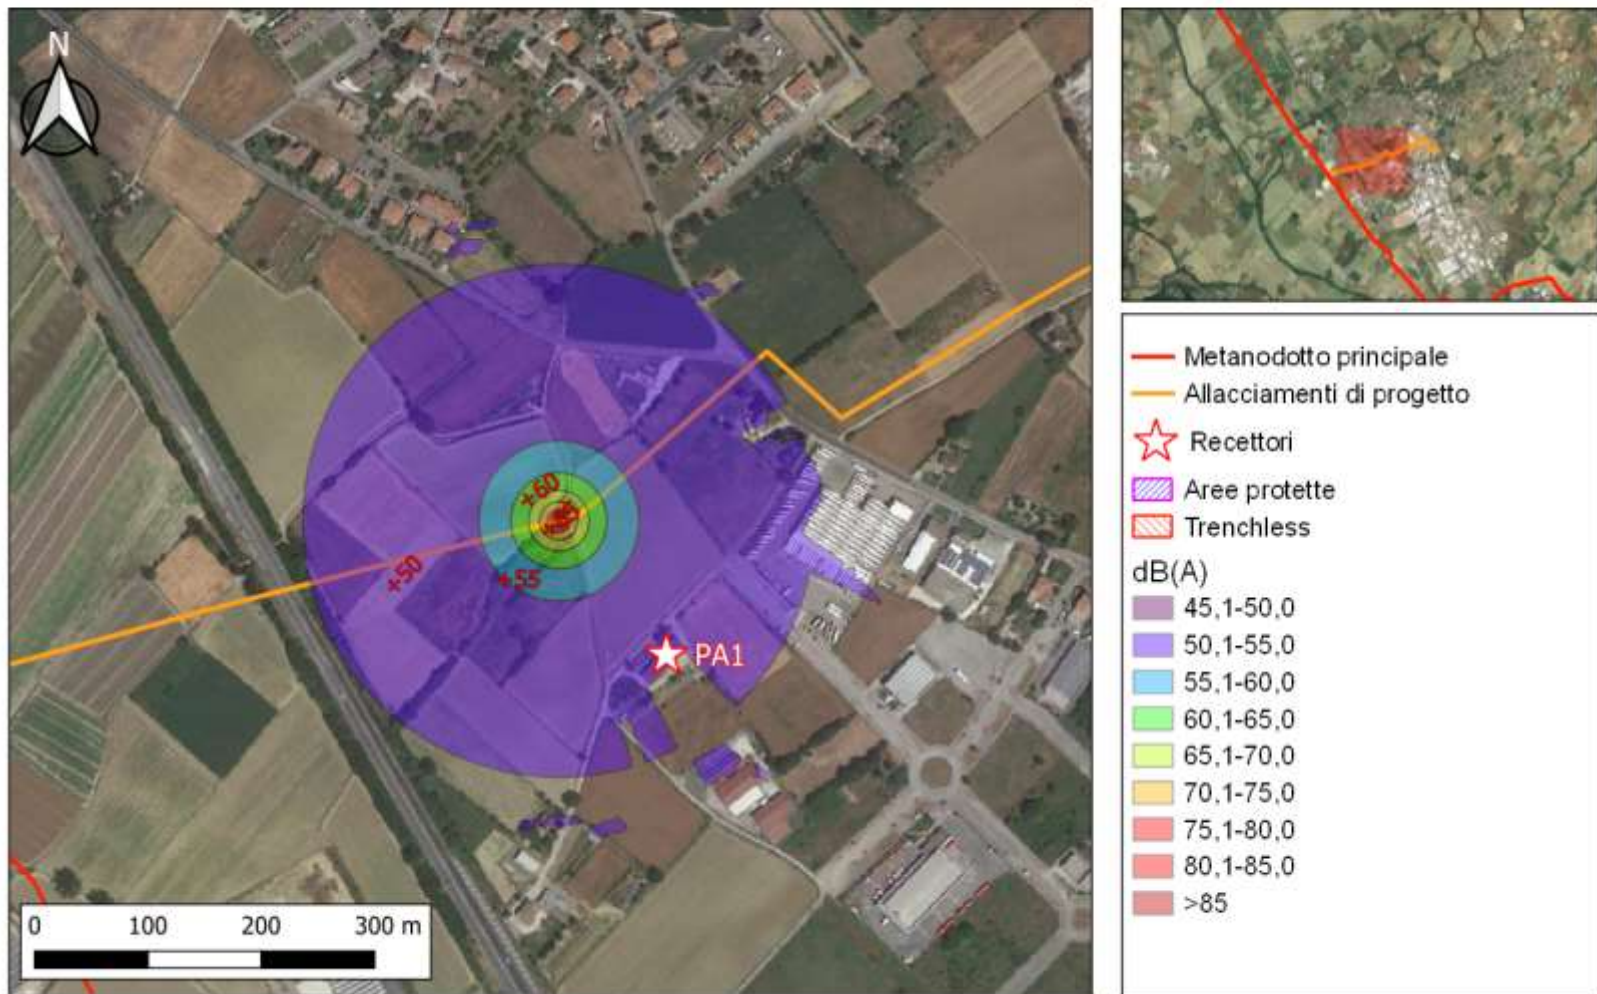 N
+60
+50
+55
PA1
0 100 200 300 m
Metanodotto principale
Allacciamenti di progetto
Recettori
Aree protette
Trenchless
dB(A)
45,1-50,0
50,1-55,0
55,1-60,0
60,1-65,0
65,1-70,0
70,1-75,0
75,1-80,0
80,1-85,0
>85